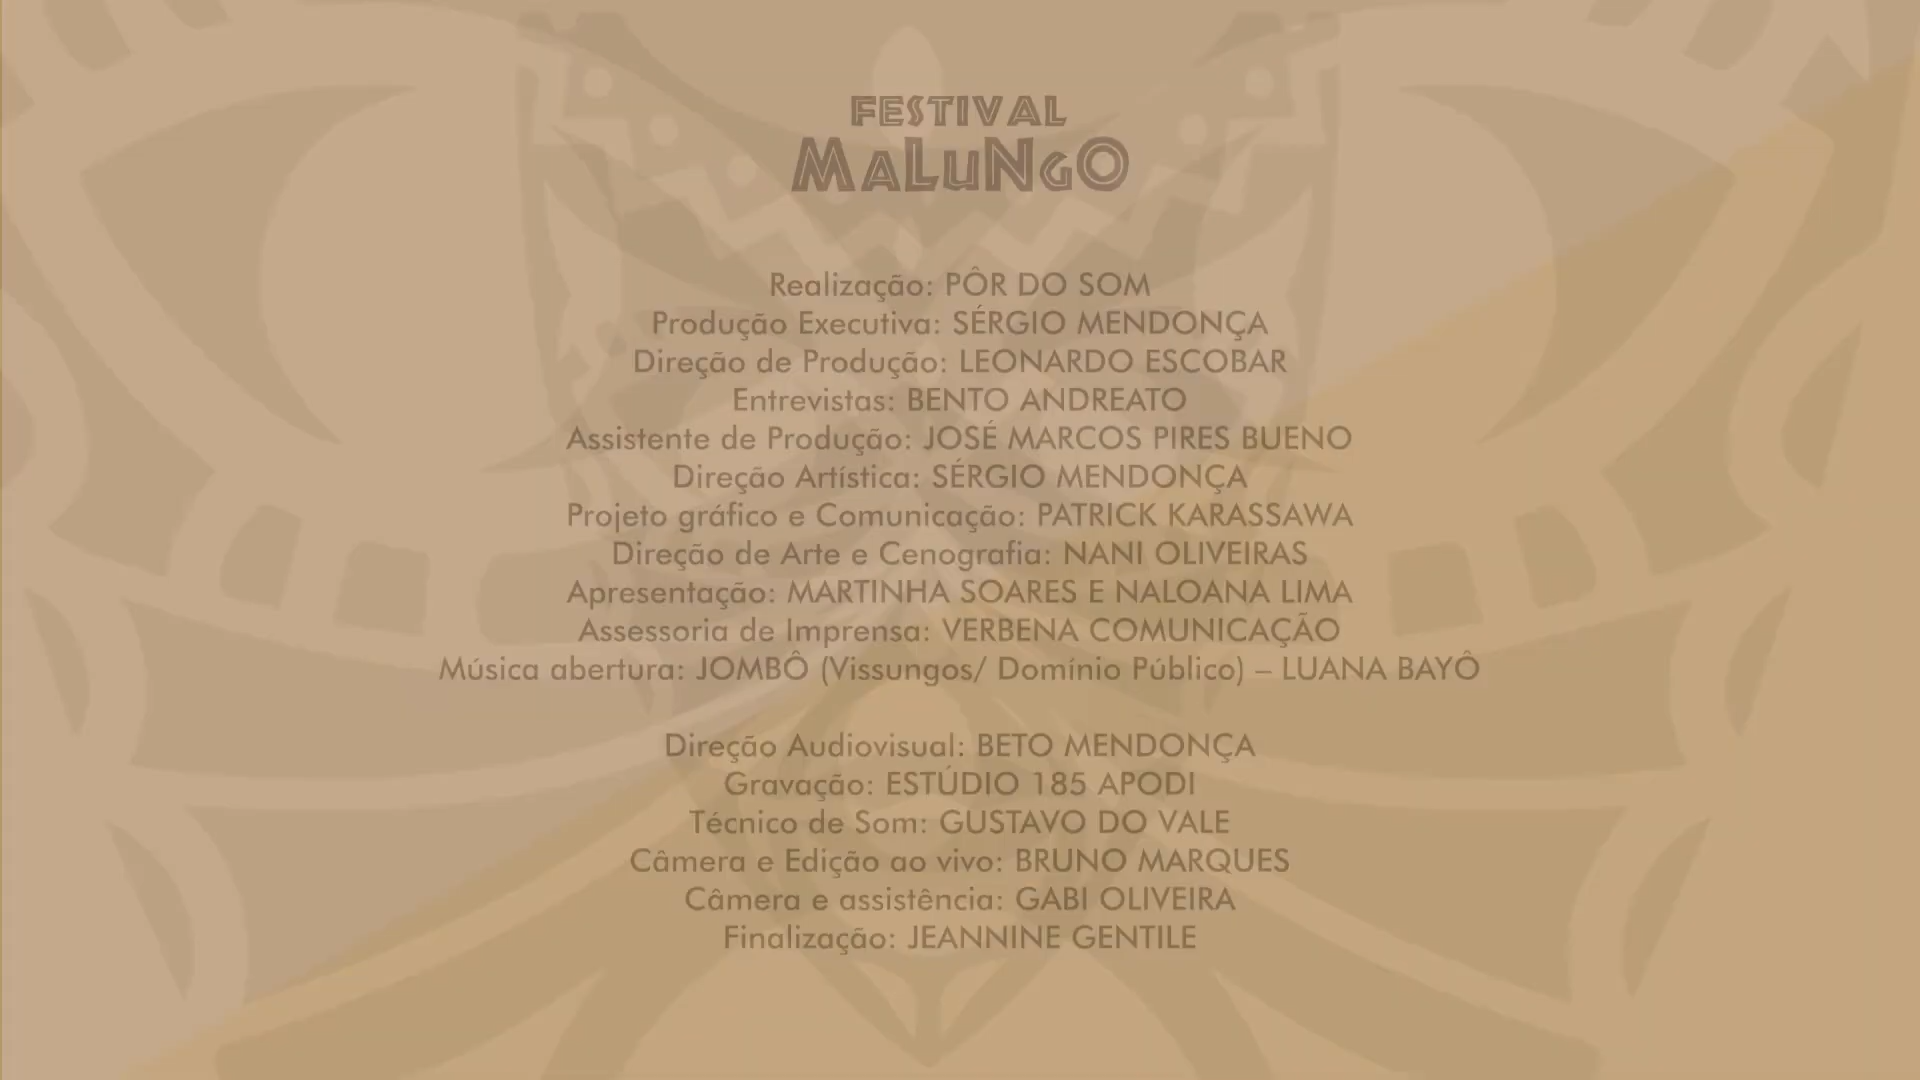 FESTIVAL
MALUNGO
Realização: PÔR DO SOM
Produção Executiva: SÉRGIO MENDONÇA
Direção de Produção: LEONARDO ESCOBAR
Entrevistas: BENTO ANDREATO
Assistente de Produção: JOSÉ MARCOS PIRES BUENO
Direção Artística: SÉRGIO MENDONÇA
Projeto gráfico e Comunicação: PATRICK KARASSAWA
Direção de Arte e Cenografia: NANI OLIVEIRAS
Apresentação: MARTINHA SOARES E NALOANA LIMA
Assessoria de Imprensa: VERBENA COMUNICAÇÃO
Música abertura: JOMBÔ (Vissungos/ Domínio Público) – LUANA BAYÔ
Direção Audiovisual: BETO MENDONÇA
Gravação: ESTÚDIO 185 APODI
Técnico de Som: GUSTAVO DO VALE
Câmera e Edição ao vivo: BRUNO MARQUES
Câmera e assistência: GABI OLIVEIRA
Finalização: JEANNINE GENTILE